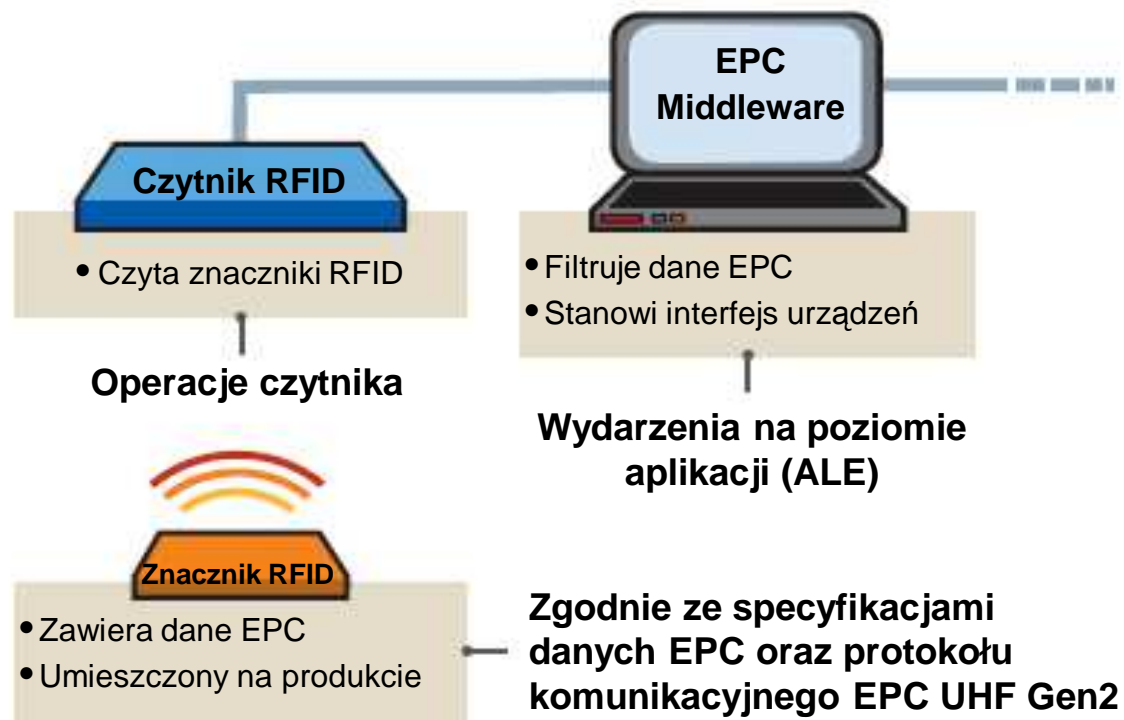 EPC
Middleware
Czytnik RFID
• Czyta znaczniki RFID
• Filtruje dane EPC
• Stanowi interfejs urządzeń
Operacje czytnika
Wydarzenia na poziomie
aplikacji (ALE)
Znacznik RFID
• Zawiera dane EPC
• Umieszczony na produkcie
Zgodnie ze specyfikacjami
danych EPC oraz protokołu
komunikacyjnego EPC UHF Gen2